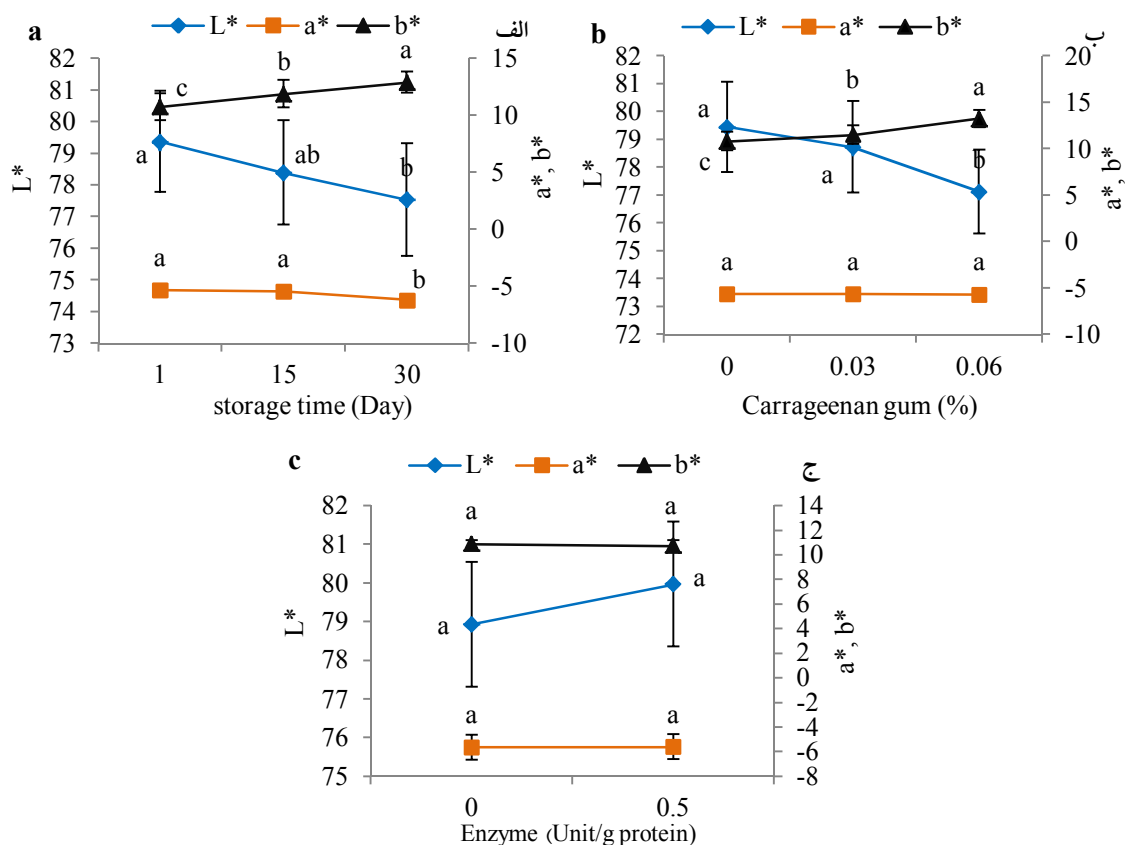 a
L* a* b*
الف
82
81
80
79
78
77
76
75
74
73
L*
c
b
a
a
ab
b
a
a
b
15
10
5
0
-5
-10
a*, b*
1 15 30
storage time (Day)
b
L* a* b*
82
81
80
79
78
77
76
75
74
73
72
L*
a
b
a
c
a
b
a
a
a
20
15
10
5
0
-5
-10
a*, b*
0 0.03 0.06
Carrageenan gum (%)
c
L* a* b*
ج
82
81
80
79
78
77
76
75
L*
a
a
a
a
a
a
14
12
10
8
6
4
2
0
-2
-4
-6
-8
a*, b*
0 0.5
Enzyme (Unit/g protein)